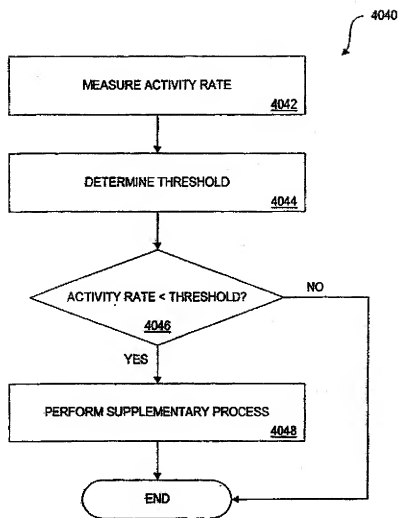 4040
MEASURE ACTIVITY RATE
4042
DETERMINE THRESHOLD
4044
ACTIVITY RATE < THRESHOLD?
4046
NO
YES
PERFORM SUPPLEMENTARY PROCESS
4048
END